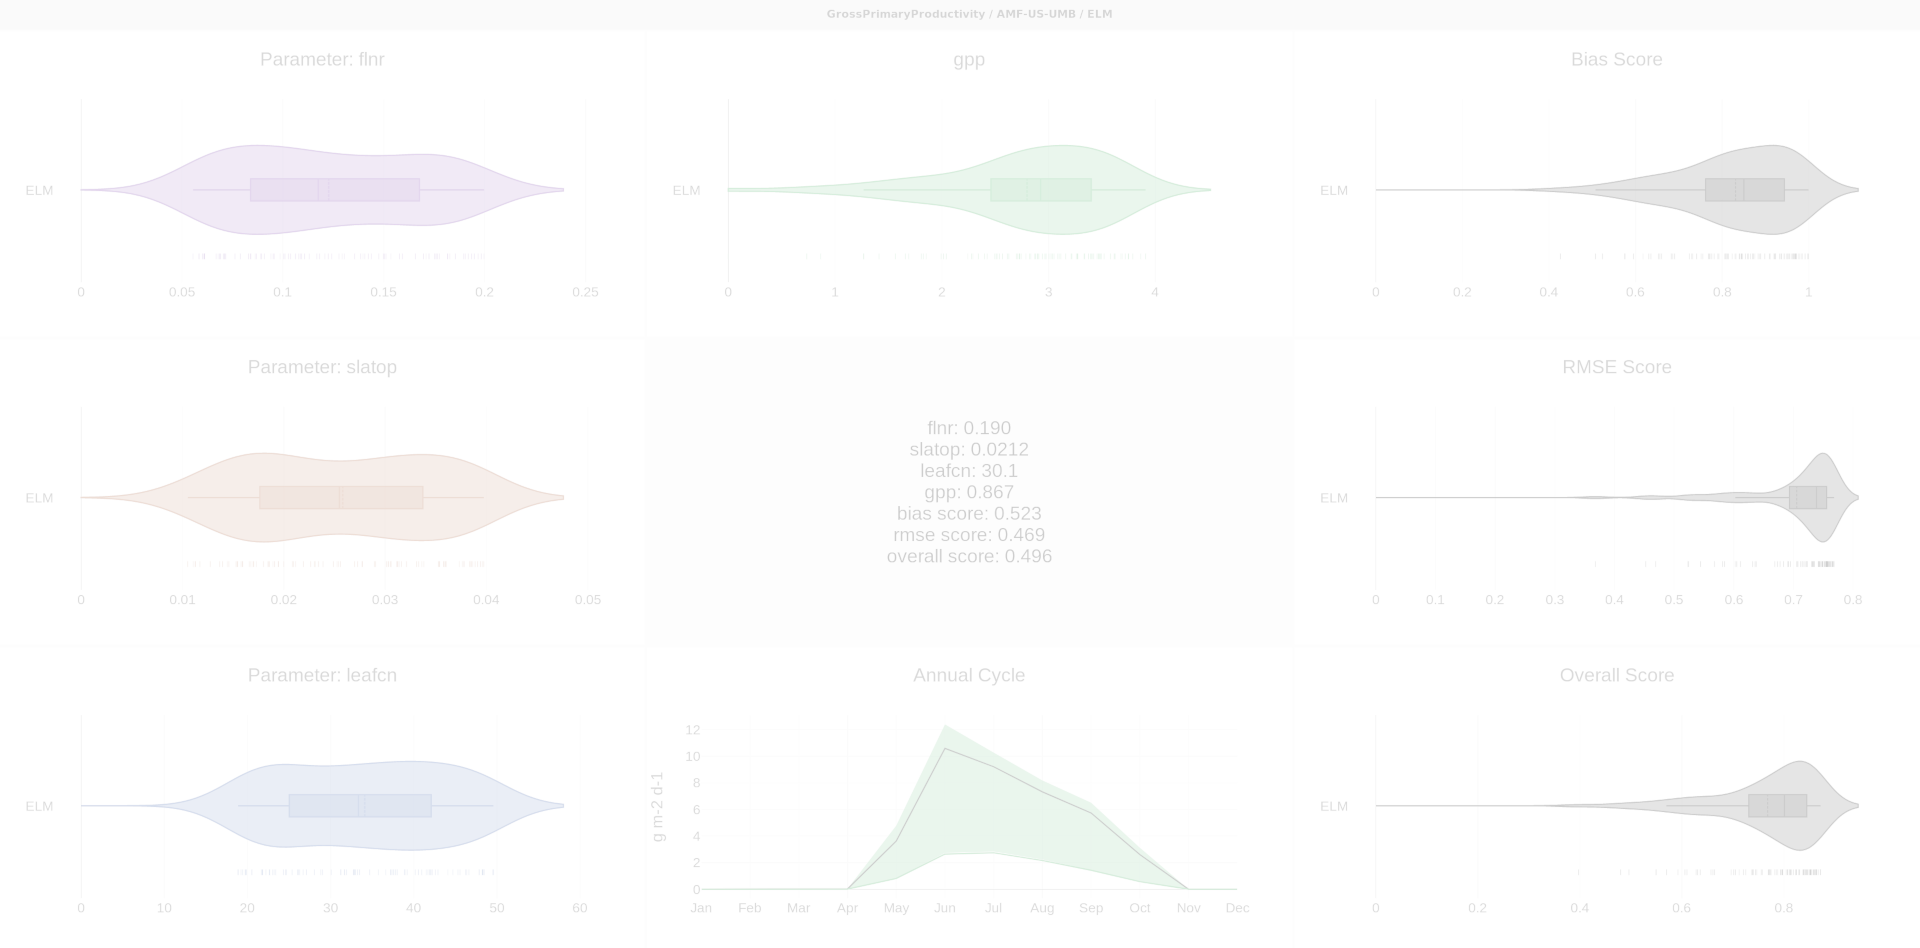 GrossPrimaryProductivity / AMF-US-UMB / ELM
Parameter: flnr
ELM
0 0.05 0.1 0.15 0.2 0.25
gpp
ELM
0 1 2 3 4
Bias Score
ELM
0 0.2 0.4 0.6 0.8 1
Parameter: slatop
ELM
0 0.01 0.02 0.03 0.04 0.05
flnr: 0.190
slatop: 0.0212
leafcn: 30.1
gpp: 0.867
bias score: 0.523
rmse score: 0.469
overall score: 0.496
RMSE Score
ELM
0 0.1 0.2 0.3 0.4 0.5 0.6 0.7 0.8
Parameter: leafcn
ELM
0 10 20 30 40 50 60
Annual Cycle
g m-2 d-1
12
10
8
6
4
2
0
Jan Feb Mar Apr May Jun Jul Aug Sep Oct Nov Dec
Overall Score
ELM
0 0.2 0.4 0.6 0.8